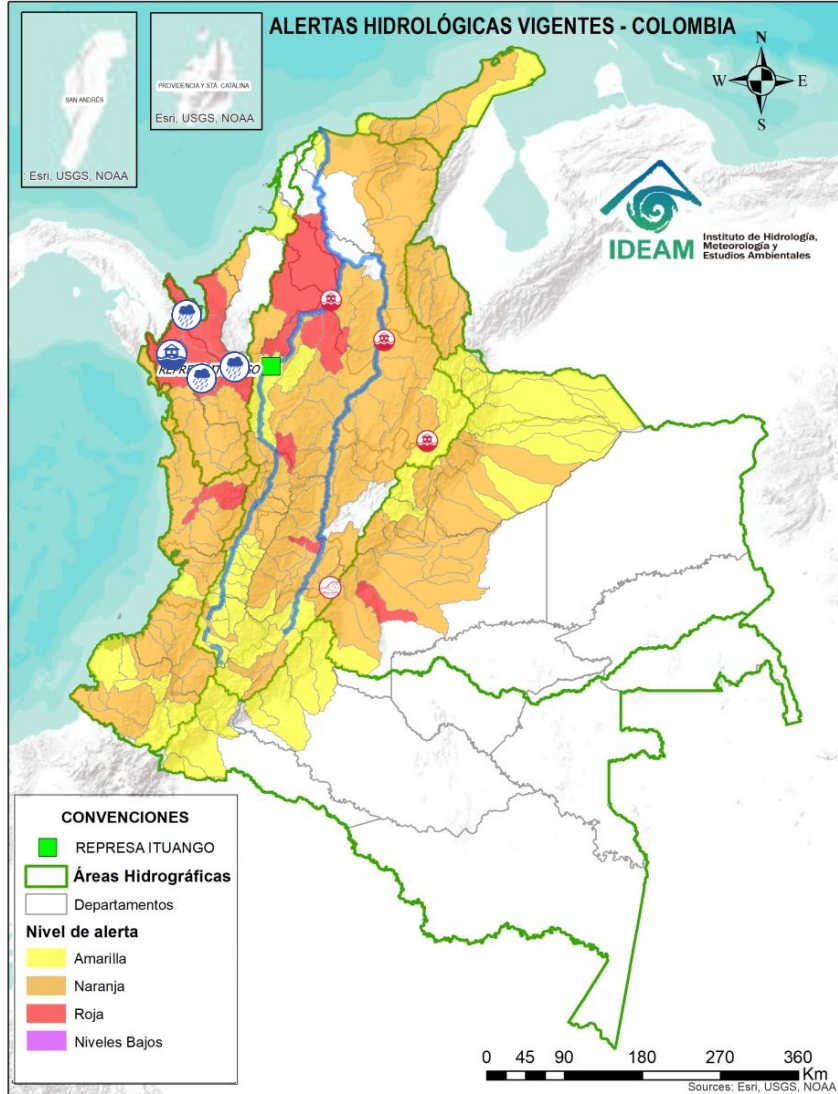 ALERTAS HIDROLÓGICAS VIGENTES - COLOMBIA
SAN ANDRÉS
: Esri, USGS, NOAA
PROVIDENCIA Y STA. CATALINA
Esri, USGS, NOAA
N
W
E
S
IDEAM
Instituto de Hidrología,
Meteorología y
Estudios Ambientales
CONVENCIONES
REPRESA ITUANGO
Áreas Hidrográficas
Departamentos
Nivel de alerta
Amarilla
Naranja
Roja
Niveles Bajos
0 45 90 180 270 360
Km
Sources: Esri, USGS, NOAA